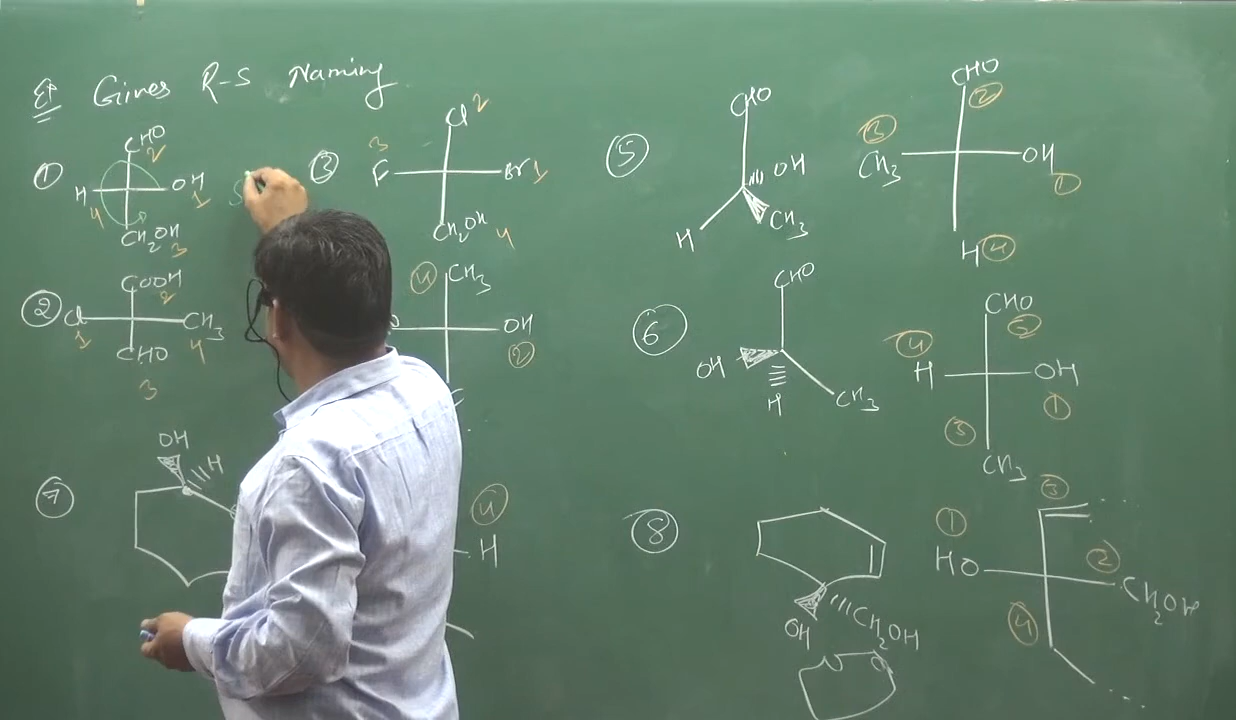 Ex Gives R-S Naming
① CHO 2
H 4 OH 1
CH2OH 3
S
② COOH 2
Cl 1 CH3 4
CHO 3
③ Cl 2
F 3 Br 1
CH2OH 4
④ CH3
OH ②
⑤ CHO
OH
H CH3
CHO ②
③ CH3 OH ①
H ④
⑥ CHO
OH H CH3
CHO ②
④ H OH ①
③ CH3
⑦ OH
H
④
H
⑧ OH CH2OH
③
① HO ② CH2OH
④